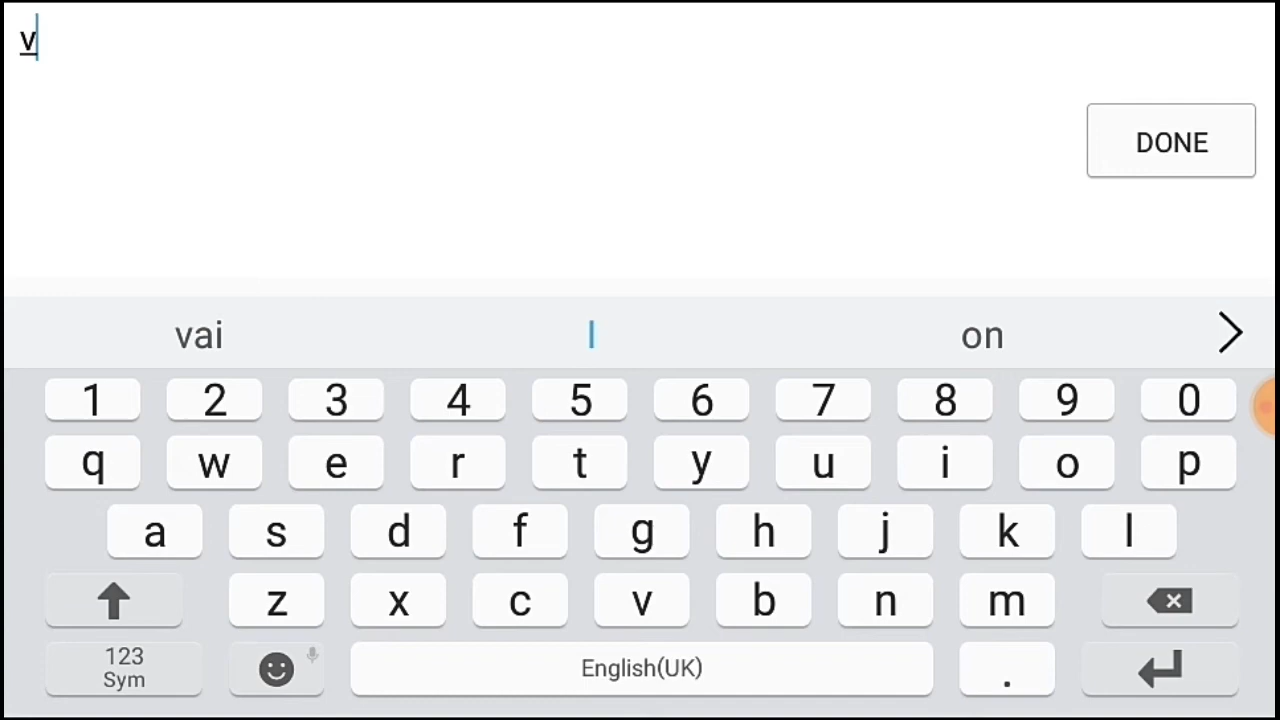 v
DONE
vai I on
1 2 3 4 5 6 7 8 9 0
q w e r t y u i o p
a s d f g h j k l
z x c v b n m
123
Sym
English(UK) .